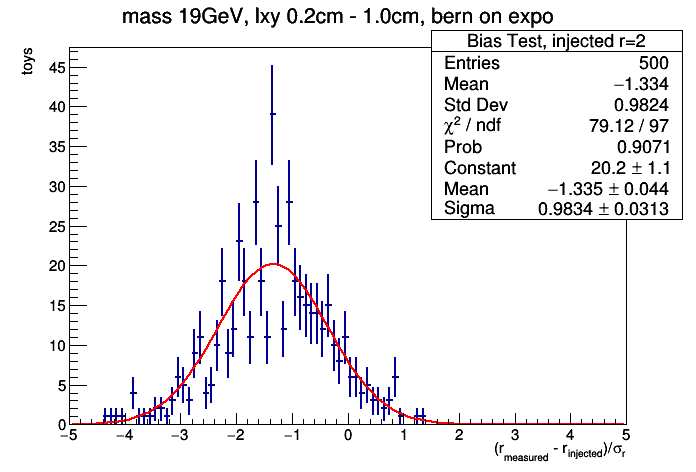 mass 19GeV, lxy 0.2cm - 1.0cm, bern on expo
Bias Test, injected r=2
Entries 500
Mean −1.334
Std Dev 0.9824
χ² / ndf 79.12 / 97
Prob 0.9071
Constant 20.2 ± 1.1
Mean −1.335 ± 0.044
Sigma 0.9834 ± 0.0313
toys
45
40
35
30
25
20
15
10
5
0
−5 −4 −3 −2 −1 0 1 2 3 4 5
(r_measured - r_injected)/σ_r